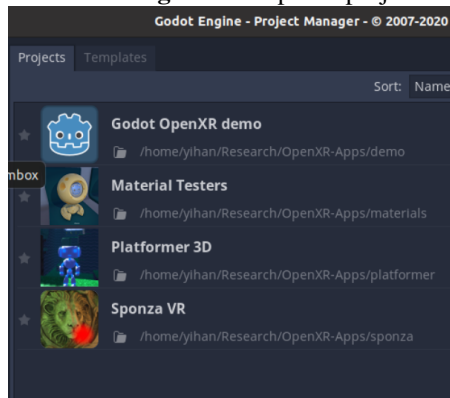 Godot Engine - Project Manager - © 2007-2020
Projects Templates
Sort: Name
Godot OpenXR demo
/home/yihan/Research/OpenXR-Apps/demo
mbox
Material Testers
/home/yihan/Research/OpenXR-Apps/materials
Platformer 3D
/home/yihan/Research/OpenXR-Apps/platformer
Sponza VR
/home/yihan/Research/OpenXR-Apps/sponza